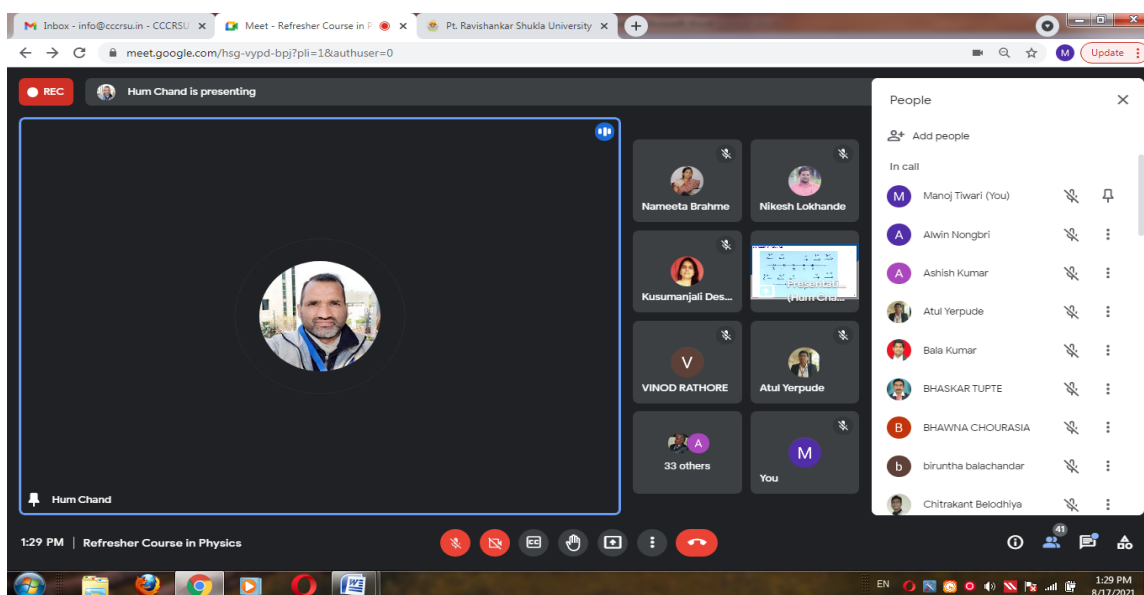 Inbox - info@cccrsu.in - CCCRSU
Meet - Refresher Course in P
Pt. Ravishankar Shukla University
meet.google.com/hsg-vypd-bpj?pli=1&authuser=0
M
Update
REC
Hum Chand is presenting
Hum Chand
Nameeta Brahme
Nikesh Lokhande
Kusumanjali Des...
Presentati...
(Hum Cha...
V
VINOD RATHORE
Atul Yerpude
A
33 others
M
You
People
Add people
In call
M Manoj Tiwari (You)
A Alwin Nongbri
A Ashish Kumar
Atul Yerpude
Bala Kumar
BHASKAR TUPTE
B BHAWNA CHOURASIA
b biruntha balachandar
Chitrakant Belodhiya
1:29 PM | Refresher Course in Physics
CC
41
EN
1:29 PM
8/17/2021